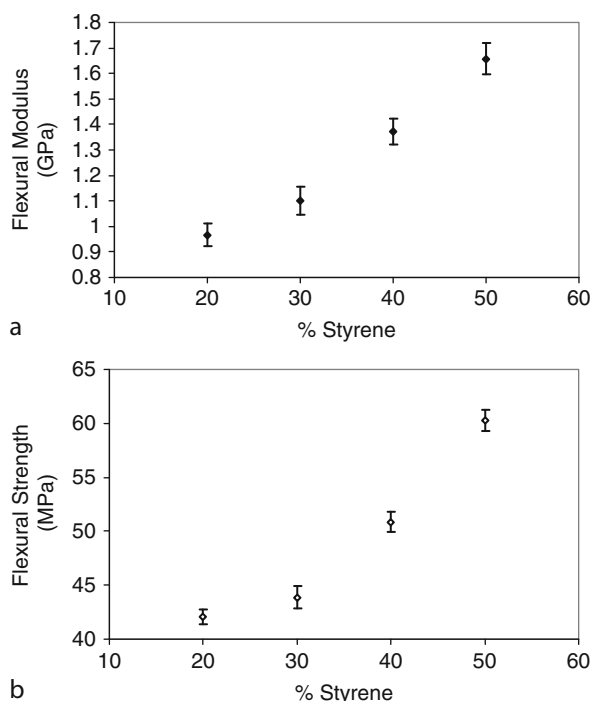 1.8
1.7
1.6
1.5
1.4
1.3
1.2
1.1
1
0.9
0.8
Flexural Modulus
(GPa)
10 20 30 40 50 60
% Styrene
a
65
60
55
50
45
40
Flexural Strength
(MPa)
10 20 30 40 50 60
% Styrene
b